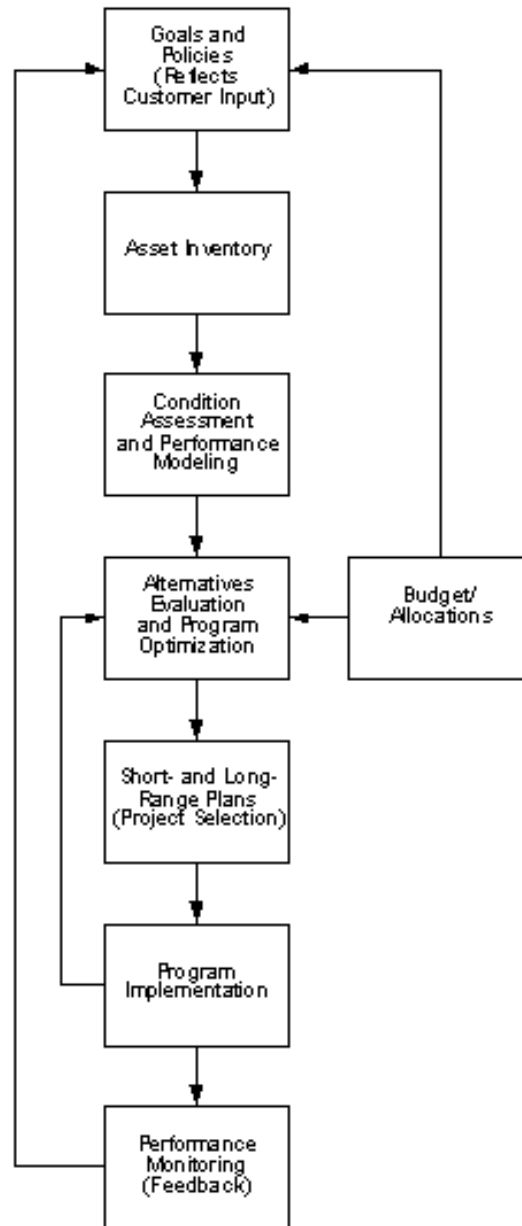 Goals and
Policies
(Reflects
Customer Input)
Asset Inventory
Condition
Assessment
and Performance
Modeling
Alternatives
Evaluation
and Program
Optimization
Budget/
Allocations
Short- and Long-
Range Plans
(Project Selection)
Program
Implementation
Performance
Monitoring
(Feedback)